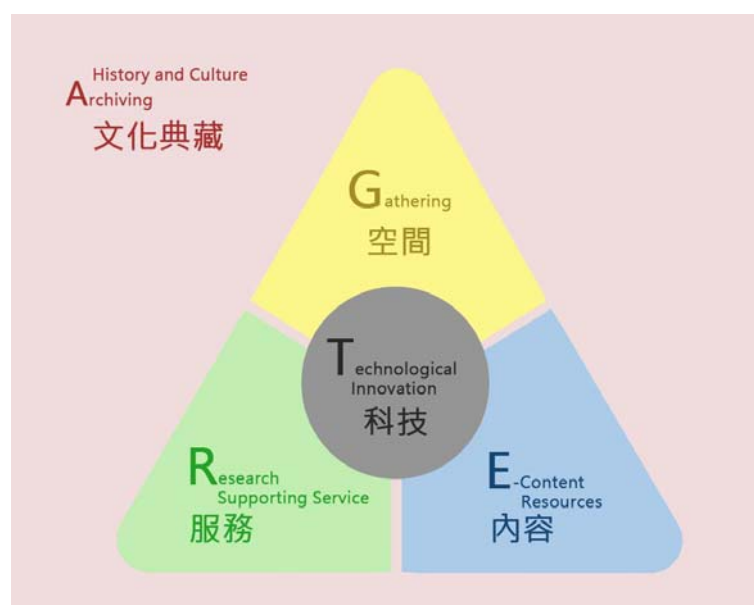 History and Culture
Archiving
文化典藏
Gathering
空間
Technological
Innovation
科技
Research
Supporting Service
服務
E-Content
Resources
內容